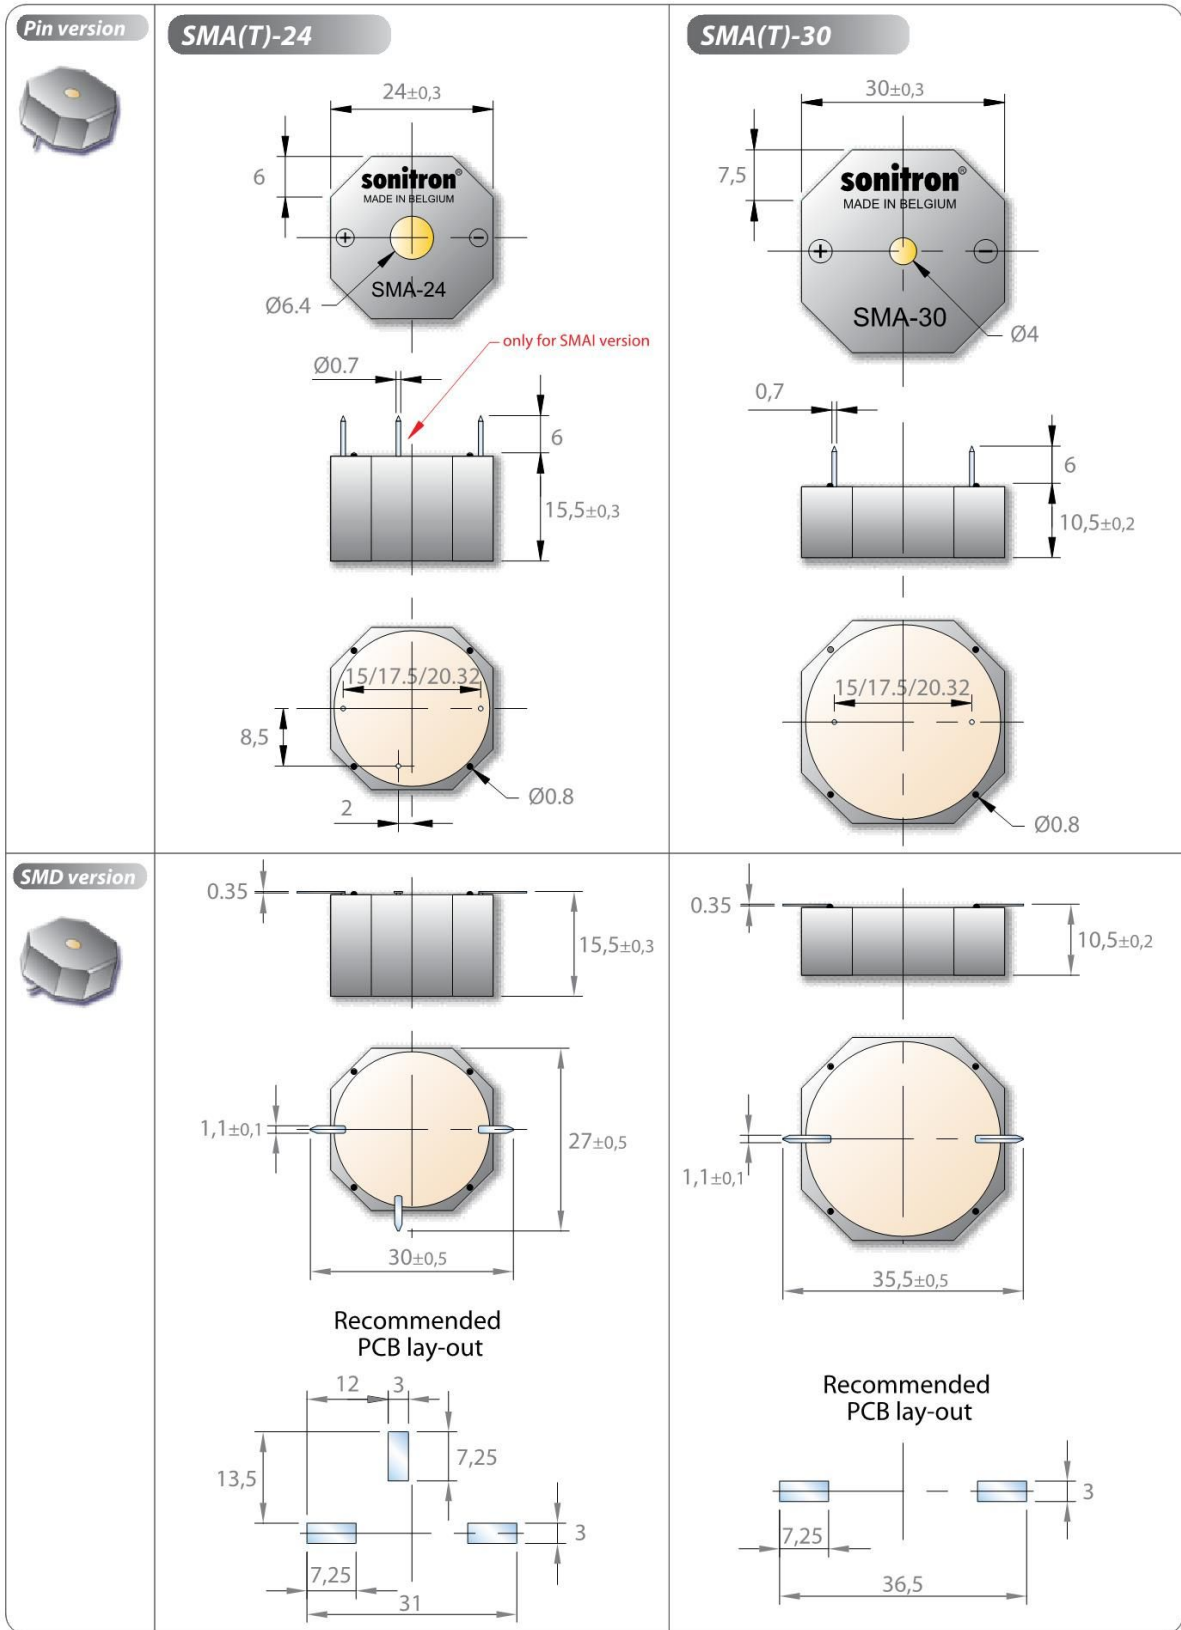 Pin version
SMA(T)-24
24±0,3
6
sonitron®
MADE IN BELGIUM
+
−
Ø6.4
SMA-24
only for SMAI version
Ø0.7
6
15,5±0,3
15/17.5/20.32
8,5
2
Ø0.8
SMA(T)-30
30±0,3
7,5
sonitron®
MADE IN BELGIUM
+
−
SMA-30
Ø4
0,7
6
10,5±0,2
15/17.5/20.32
Ø0.8
SMD version
0.35
15,5±0,3
1,1±0,1
27±0,5
30±0,5
Recommended
PCB lay-out
12
3
7,25
13,5
3
7,25
31
0.35
10,5±0,2
1,1±0,1
35,5±0,5
Recommended
PCB lay-out
3
7,25
36,5